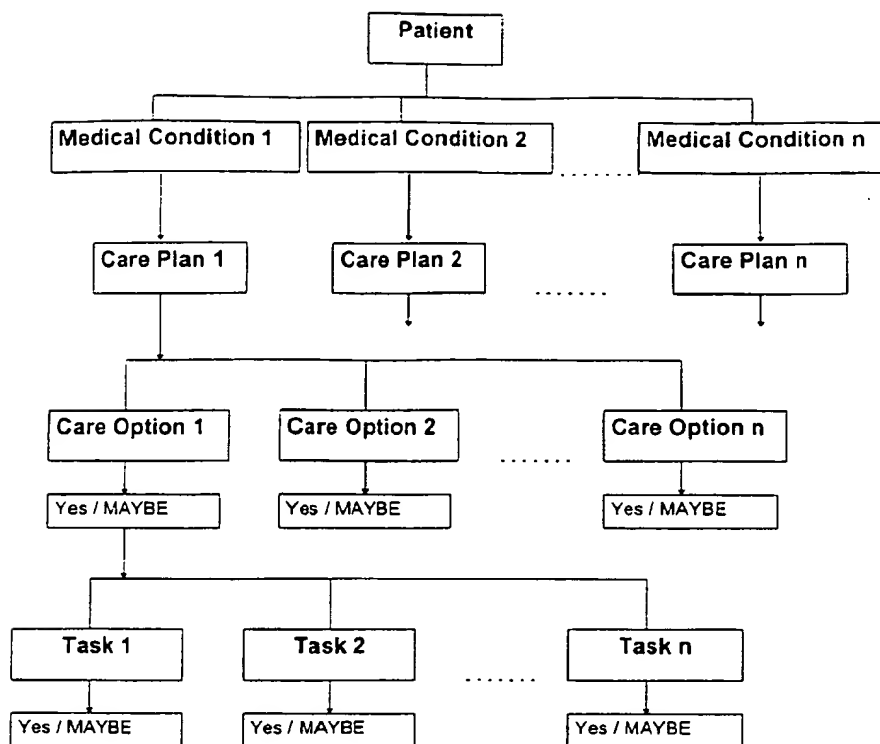 Patient
Medical Condition 1
Medical Condition 2
Medical Condition n
Care Plan 1
Care Plan 2
Care Plan n
Care Option 1
Care Option 2
Care Option n
Yes / MAYBE
Yes / MAYBE
Yes / MAYBE
Task 1
Task 2
Task n
Yes / MAYBE
Yes / MAYBE
Yes / MAYBE